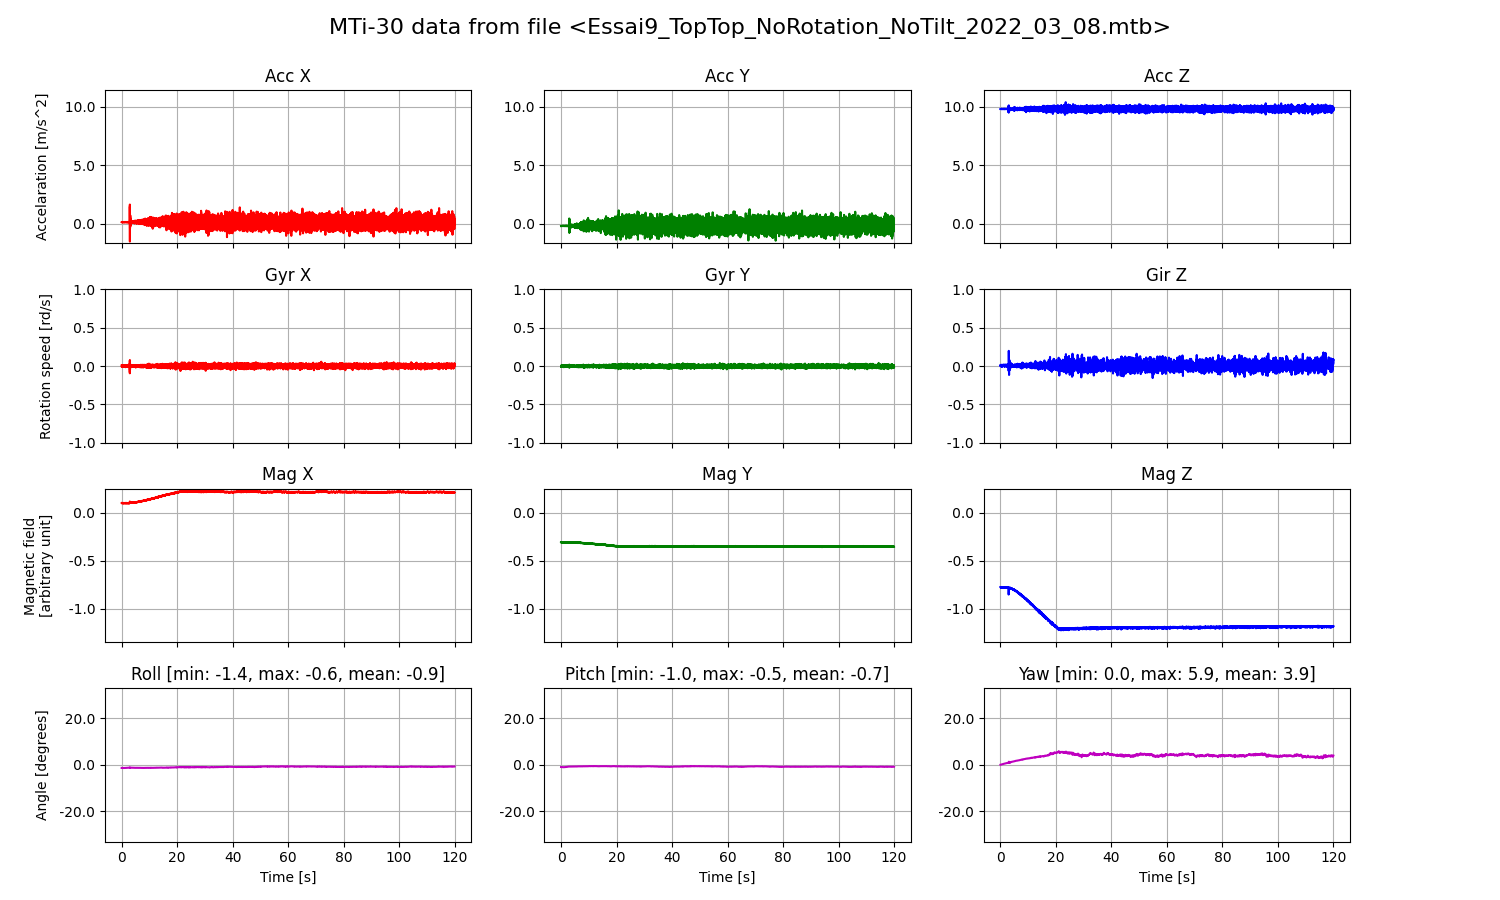 MTi-30 data from file <Essai9_TopTop_NoRotation_NoTilt_2022_03_08.mtb>
Acc X
Acc Y
Acc Z
Accelaration [m/s^2]
10.0
5.0
0.0
10.0
5.0
0.0
10.0
5.0
0.0
Gyr X
Gyr Y
Gir Z
Rotation speed [rd/s]
1.0
0.5
0.0
-0.5
-1.0
1.0
0.5
0.0
-0.5
-1.0
1.0
0.5
0.0
-0.5
-1.0
Mag X
Mag Y
Mag Z
Magnetic field
[arbitrary unit]
0.0
-0.5
-1.0
0.0
-0.5
-1.0
0.0
-0.5
-1.0
Roll [min: -1.4, max: -0.6, mean: -0.9]
Pitch [min: -1.0, max: -0.5, mean: -0.7]
Yaw [min: 0.0, max: 5.9, mean: 3.9]
Angle [degrees]
20.0
0.0
-20.0
20.0
0.0
-20.0
20.0
0.0
-20.0
0 20 40 60 80 100 120
0 20 40 60 80 100 120
0 20 40 60 80 100 120
Time [s]
Time [s]
Time [s]